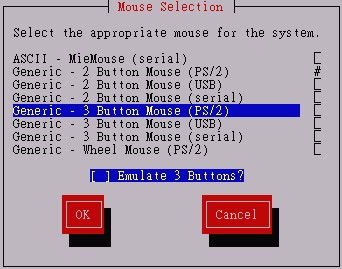 Mouse Selection
Select the appropriate mouse for the system.
ASCII - MieMouse (serial)
Generic - 2 Button Mouse (PS/2) #
Generic - 2 Button Mouse (USB)
Generic - 2 Button Mouse (serial)
Generic - 3 Button Mouse (PS/2)
Generic - 3 Button Mouse (USB)
Generic - 3 Button Mouse (serial)
Generic - Wheel Mouse (PS/2)
[ ] Emulate 3 Buttons?
OK Cancel